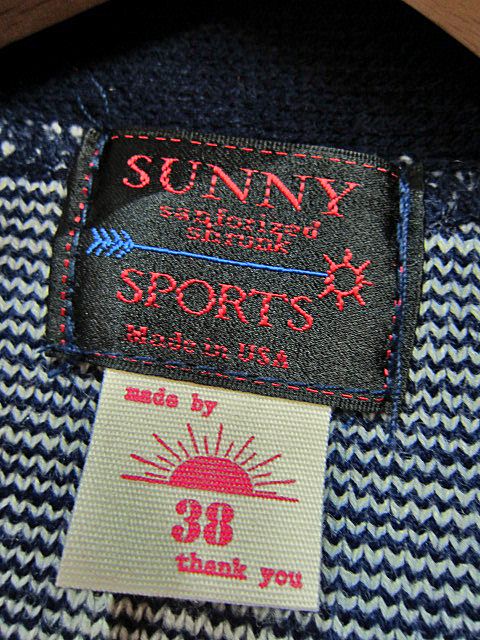 SUNNY
sanforized
shrunk
SPORTS
Made in USA
made by
38
thank you